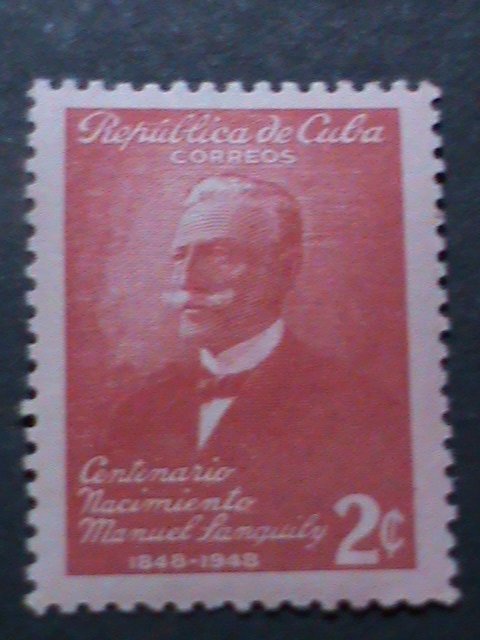 República de Cuba
CORREOS
Centenario
Nacimiento
Manuel Sanguily
1848-1948
2¢